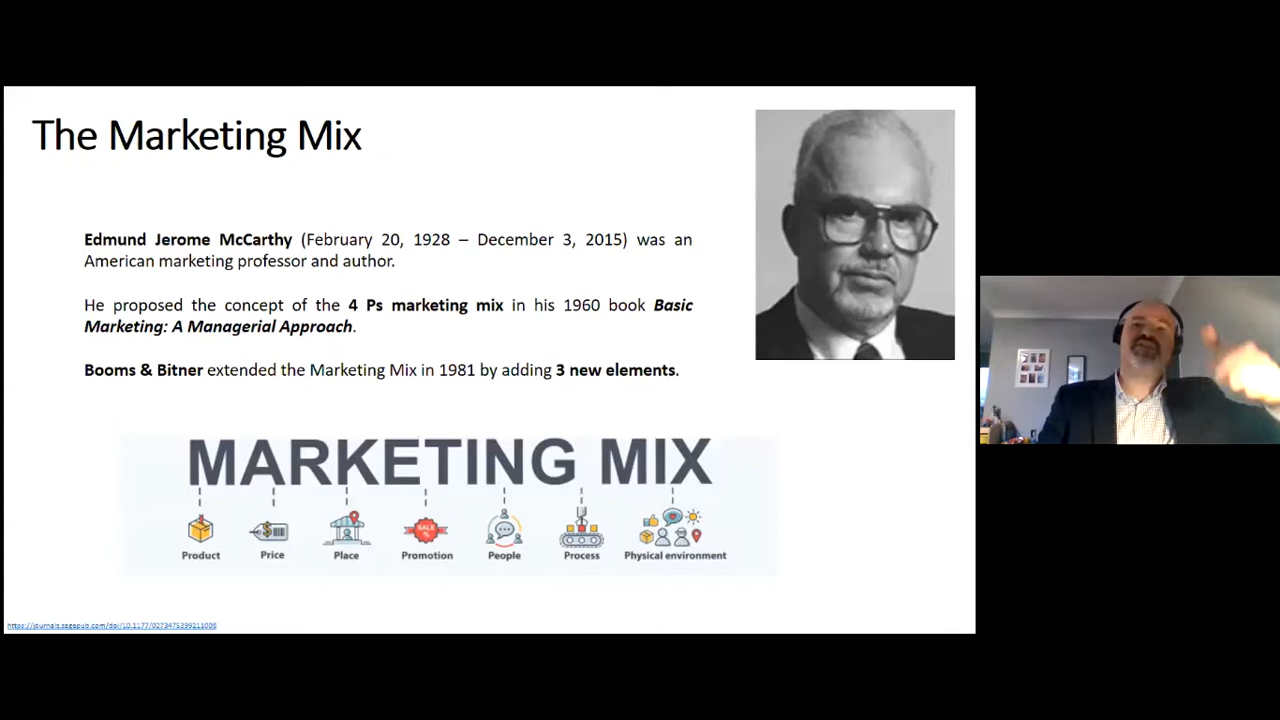 The Marketing Mix
Edmund Jerome McCarthy (February 20, 1928 – December 3, 2015) was an
American marketing professor and author.
He proposed the concept of the 4 Ps marketing mix in his 1960 book Basic
Marketing: A Managerial Approach.
Booms & Bitner extended the Marketing Mix in 1981 by adding 3 new elements.
MARKETING MIX
SALE %
Product Price Place Promotion People Process Physical environment